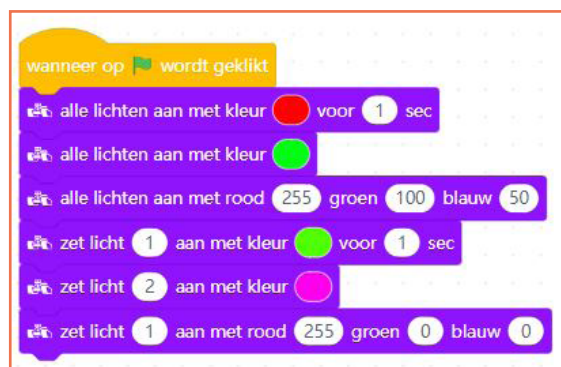 wanneer op wordt geklikt
alle lichten aan met kleur voor 1 sec
alle lichten aan met kleur
alle lichten aan met rood 255 groen 100 blauw 50
zet licht 1 aan met kleur voor 1 sec
zet licht 2 aan met kleur
zet licht 1 aan met rood 255 groen 0 blauw 0